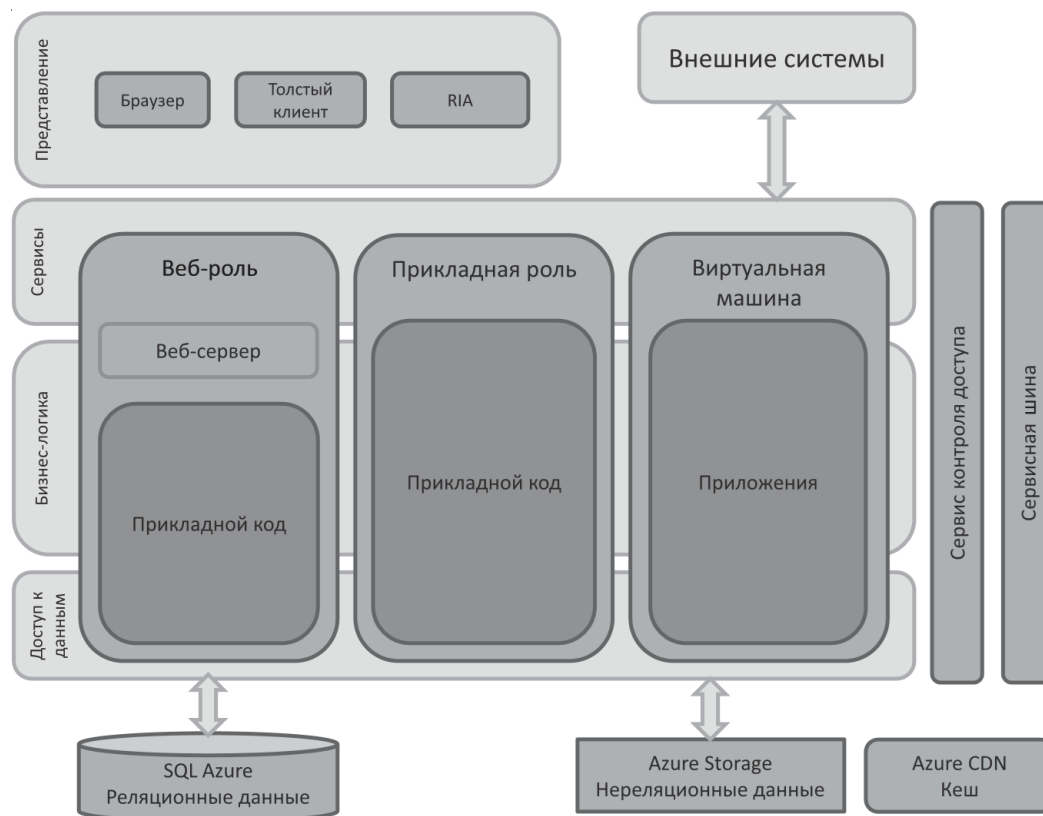 Представление
Браузер
Толстый
клиент
RIA
Внешние системы
Сервисы
Веб-роль
Прикладная роль
Виртуальная
машина
Веб-сервер
Бизнес-логика
Прикладной код
Прикладной код
Приложения
Доступ к
данным
Сервис контроля доступа
Сервисная шина
SQL Azure
Реляционные данные
Azure Storage
Нереляционные данные
Azure CDN
Кеш